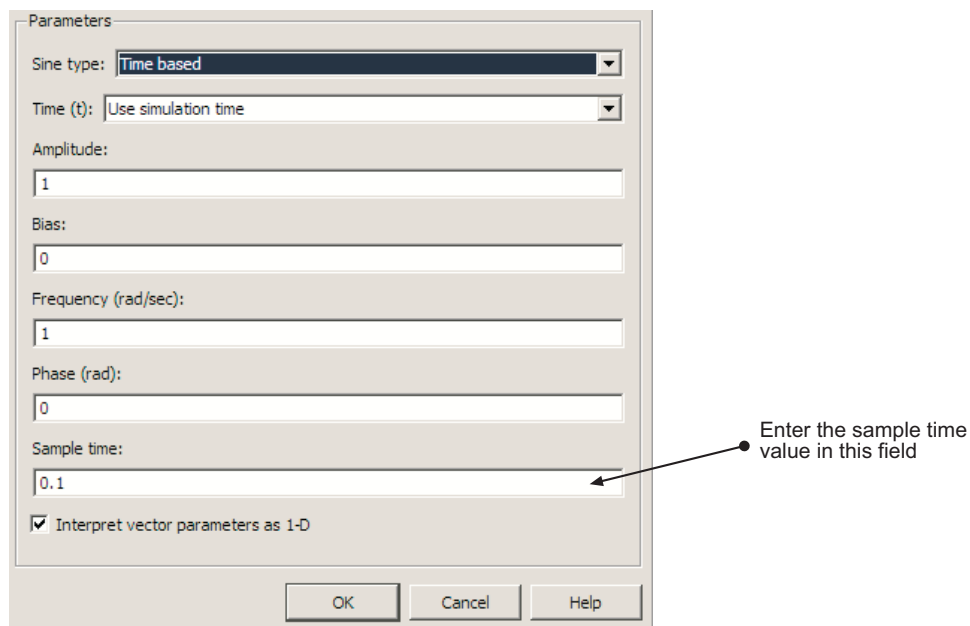 Parameters
Sine type: Time based
Time (t): Use simulation time
Amplitude:
1
Bias:
0
Frequency (rad/sec):
1
Phase (rad):
0
Sample time:
0.1
Enter the sample time
value in this field
Interpret vector parameters as 1-D
OK Cancel Help